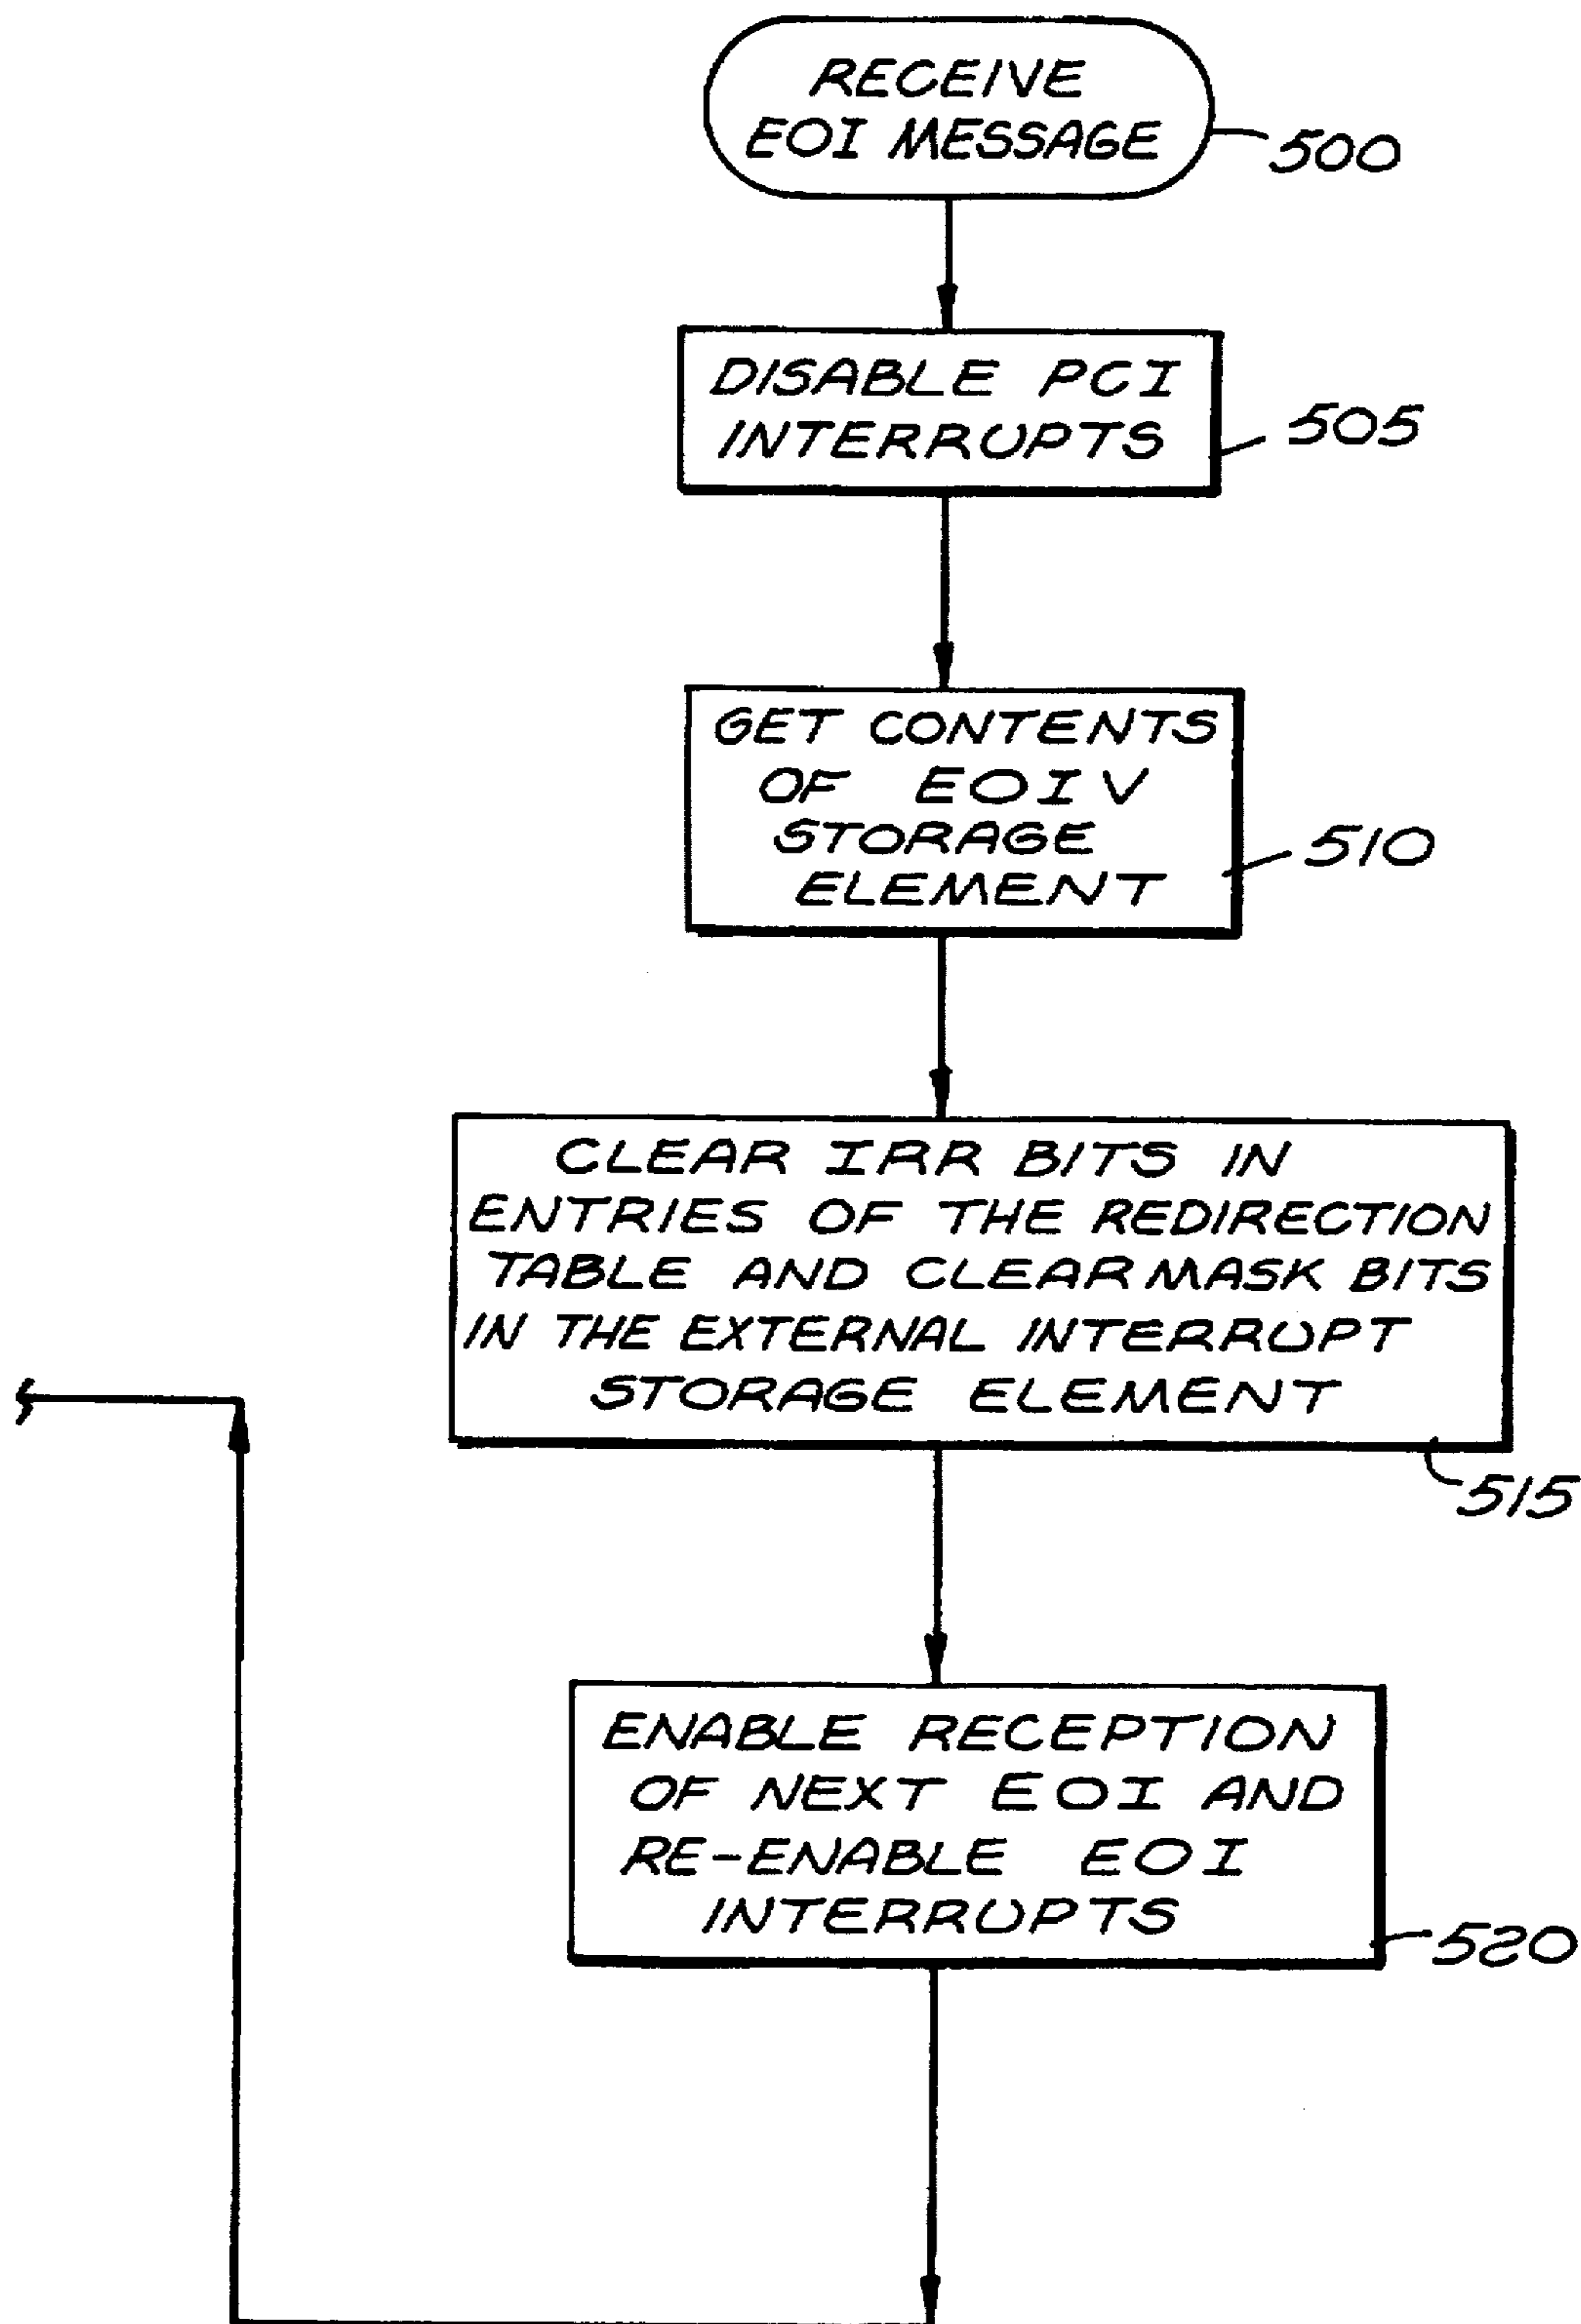 RECEIVE
EOI MESSAGE
500
DISABLE PCI
INTERRUPTS
505
GET CONTENTS
OF EOIV
STORAGE
ELEMENT
510
CLEAR IRR BITS IN
ENTRIES OF THE REDIRECTION
TABLE AND CLEAR MASK BITS
IN THE EXTERNAL INTERRUPT
STORAGE ELEMENT
515
ENABLE RECEPTION
OF NEXT EOI AND
RE-ENABLE EOI
INTERRUPTS
520